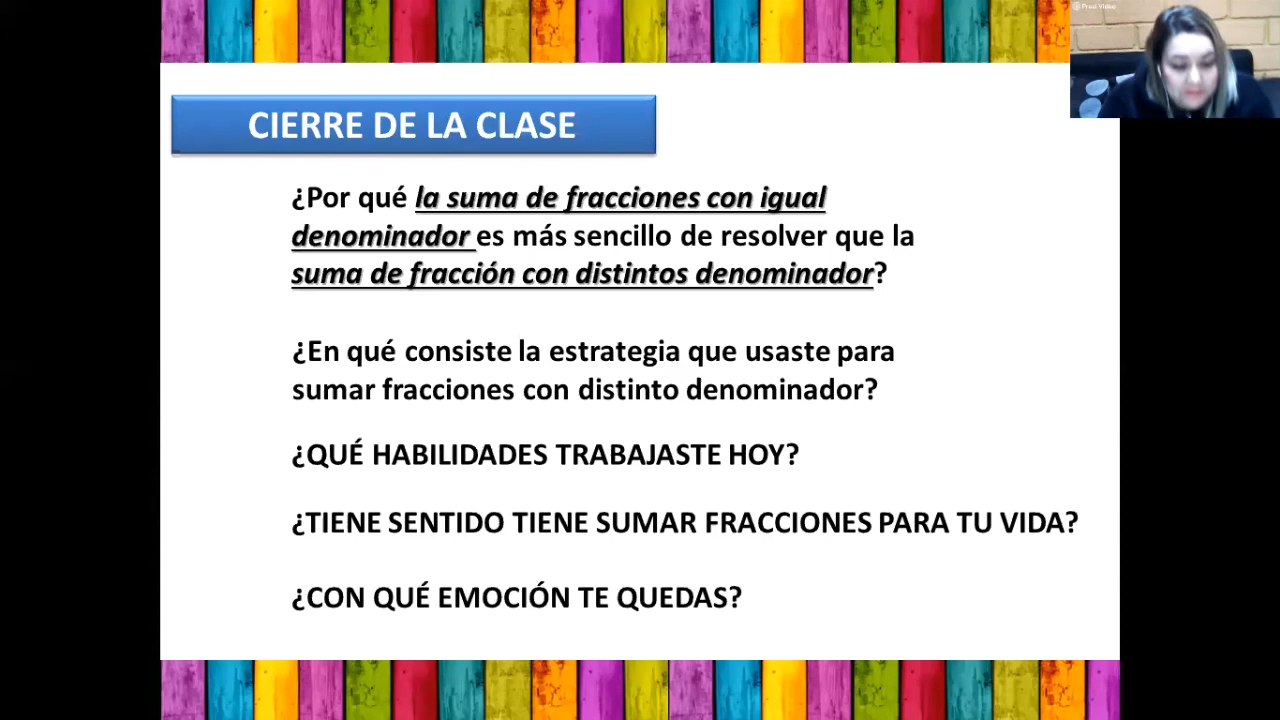 Prezi Video
CIERRE DE LA CLASE
¿Por qué la suma de fracciones con igual
denominador es más sencillo de resolver que la
suma de fracción con distintos denominador?
¿En qué consiste la estrategia que usaste para
sumar fracciones con distinto denominador?
¿QUÉ HABILIDADES TRABAJASTE HOY?
¿TIENE SENTIDO TIENE SUMAR FRACCIONES PARA TU VIDA?
¿CON QUÉ EMOCIÓN TE QUEDAS?